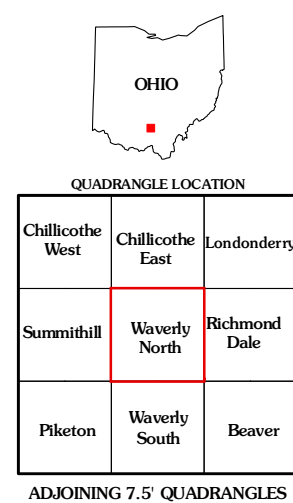 OHIO
QUADRANGLE LOCATION
Chillicothe
West
Chillicothe
East
Londonderry
Summithill
Waverly
North
Richmond
Dale
Piketon
Waverly
South
Beaver
ADJOINING 7.5' QUADRANGLES